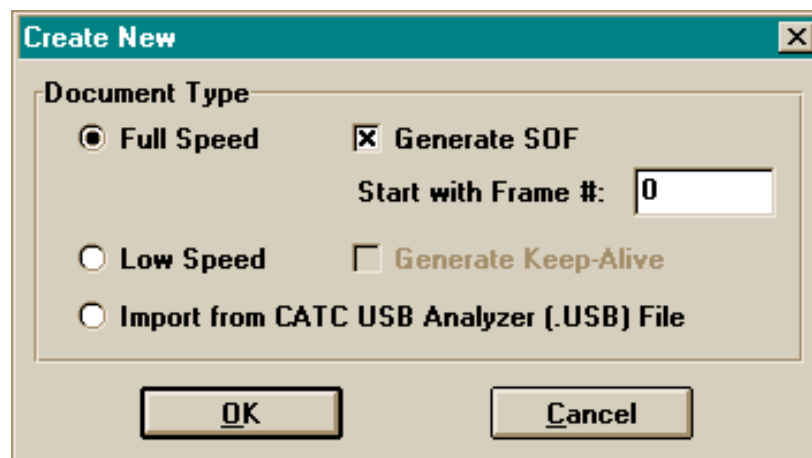 Create New
Document Type
Full Speed
Generate SOF
Start with Frame #: 0
Low Speed
Generate Keep-Alive
Import from CATC USB Analyzer (.USB) File
OK
Cancel